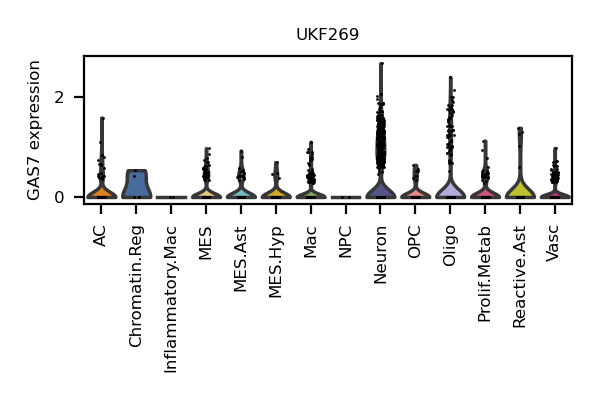 UKF269
GAS7 expression
2
0
AC
Chromatin.Reg
Inflammatory.Mac
MES
MES.Ast
MES.Hyp
Mac
NPC
Neuron
OPC
Oligo
Prolif.Metab
Reactive.Ast
Vasc